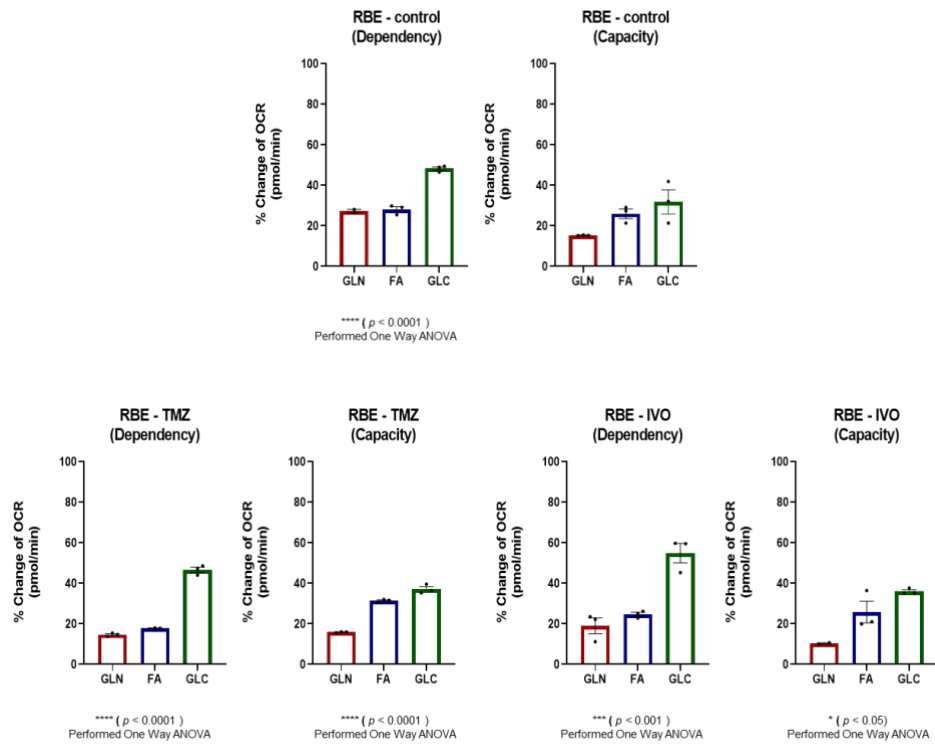 RBE - control
(Dependency)
RBE - control
(Capacity)
% Change of OCR
(pmol/min)
100
80
60
40
20
0
GLN FA GLC
% Change of OCR
(pmol/min)
100
80
60
40
20
0
GLN FA GLC
**** ( p < 0.0001 )
Performed One Way ANOVA
RBE - TMZ
(Dependency)
RBE - TMZ
(Capacity)
RBE - IVO
(Dependency)
RBE - IVO
(Capacity)
% Change of OCR
(pmol/min)
100
80
60
40
20
0
GLN FA GLC
% Change of OCR
(pmol/min)
100
80
60
40
20
0
GLN FA GLC
% Change of OCR
(pmol/min)
100
80
60
40
20
0
GLN FA GLC
% Change of OCR
(pmol/min)
100
80
60
40
20
0
GLN FA GLC
**** ( p < 0.0001 )
Performed One Way ANOVA
**** ( p < 0.0001 )
Performed One Way ANOVA
*** ( p < 0.001 )
Performed One Way ANOVA
* ( p < 0.05)
Performed One Way ANOVA